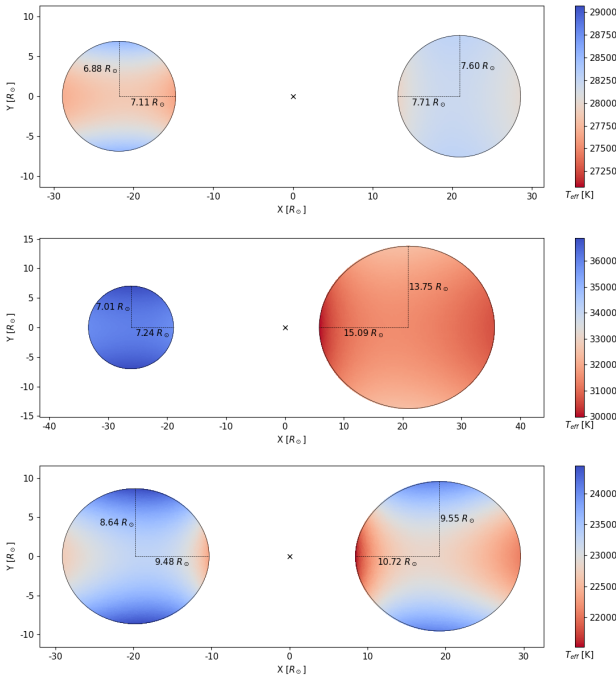 10
5
0
-5
-10
Y [R⊙]
6.88 R⊙
7.11 R⊙
7.60 R⊙
7.71 R⊙
-30 -20 -10 0 10 20 30
X [R⊙]
29000
28750
28500
28250
28000
27750
27500
27250
Teff [K]
15
10
5
0
-5
-10
-15
Y [R⊙]
7.01 R⊙
7.24 R⊙
13.75 R⊙
15.09 R⊙
-40 -30 -20 -10 0 10 20 30 40
X [R⊙]
36000
35000
34000
33000
32000
31000
30000
Teff [K]
10
5
0
-5
-10
Y [R⊙]
8.64 R⊙
9.48 R⊙
9.55 R⊙
10.72 R⊙
-30 -20 -10 0 10 20 30
X [R⊙]
24000
23000
22000
Teff [K]